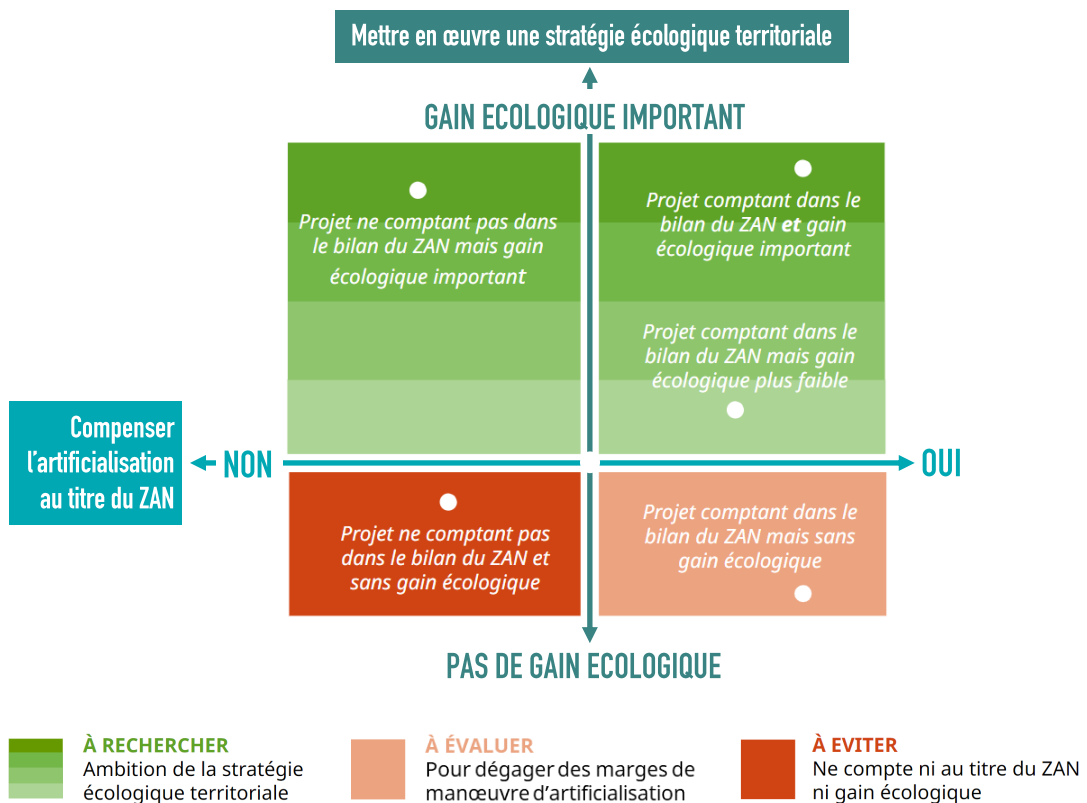 Mettre en œuvre une stratégie écologique territoriale
GAIN ECOLOGIQUE IMPORTANT
Projet ne comptant pas dans
le bilan du ZAN mais gain
écologique important
Projet comptant dans le
bilan du ZAN et gain
écologique important
Projet comptant dans le
bilan du ZAN mais gain
écologique plus faible
Compenser
l'artificialisation
au titre du ZAN
NON
OUI
Projet ne comptant pas
dans le bilan du ZAN et
sans gain écologique
Projet comptant dans le
bilan du ZAN mais sans
gain écologique
PAS DE GAIN ECOLOGIQUE
À RECHERCHER
Ambition de la stratégie
écologique territoriale
À ÉVALUER
Pour dégager des marges de
manœuvre d'artificialisation
À EVITER
Ne compte ni au titre du ZAN
ni gain écologique